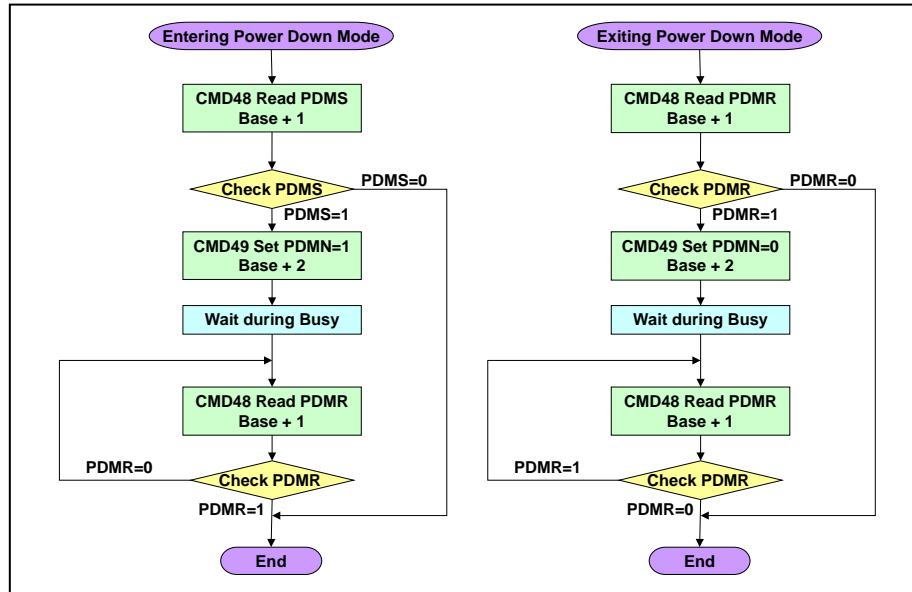 Entering Power Down Mode
CMD48 Read PDMS
Base + 1
Check PDMS
PDMS=0
PDMS=1
CMD49 Set PDMN=1
Base + 2
Wait during Busy
CMD48 Read PDMR
Base + 1
PDMR=0
Check PDMR
PDMR=1
End
Exiting Power Down Mode
CMD48 Read PDMR
Base + 1
Check PDMR
PDMR=0
PDMR=1
CMD49 Set PDMN=0
Base + 2
Wait during Busy
CMD48 Read PDMR
Base + 1
PDMR=1
Check PDMR
PDMR=0
End